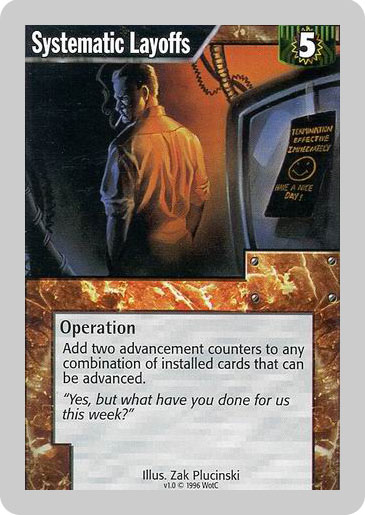 Systematic Layoffs
5
TERMINATION
EFFECTIVE
IMMEDIATELY
HAVE A NICE
DAY!
Operation
Add two advancement counters to any
combination of installed cards that can
be advanced.
“Yes, but what have you done for us
this week?”
Illus. Zak Plucinski
v1.0 © 1996 WotC